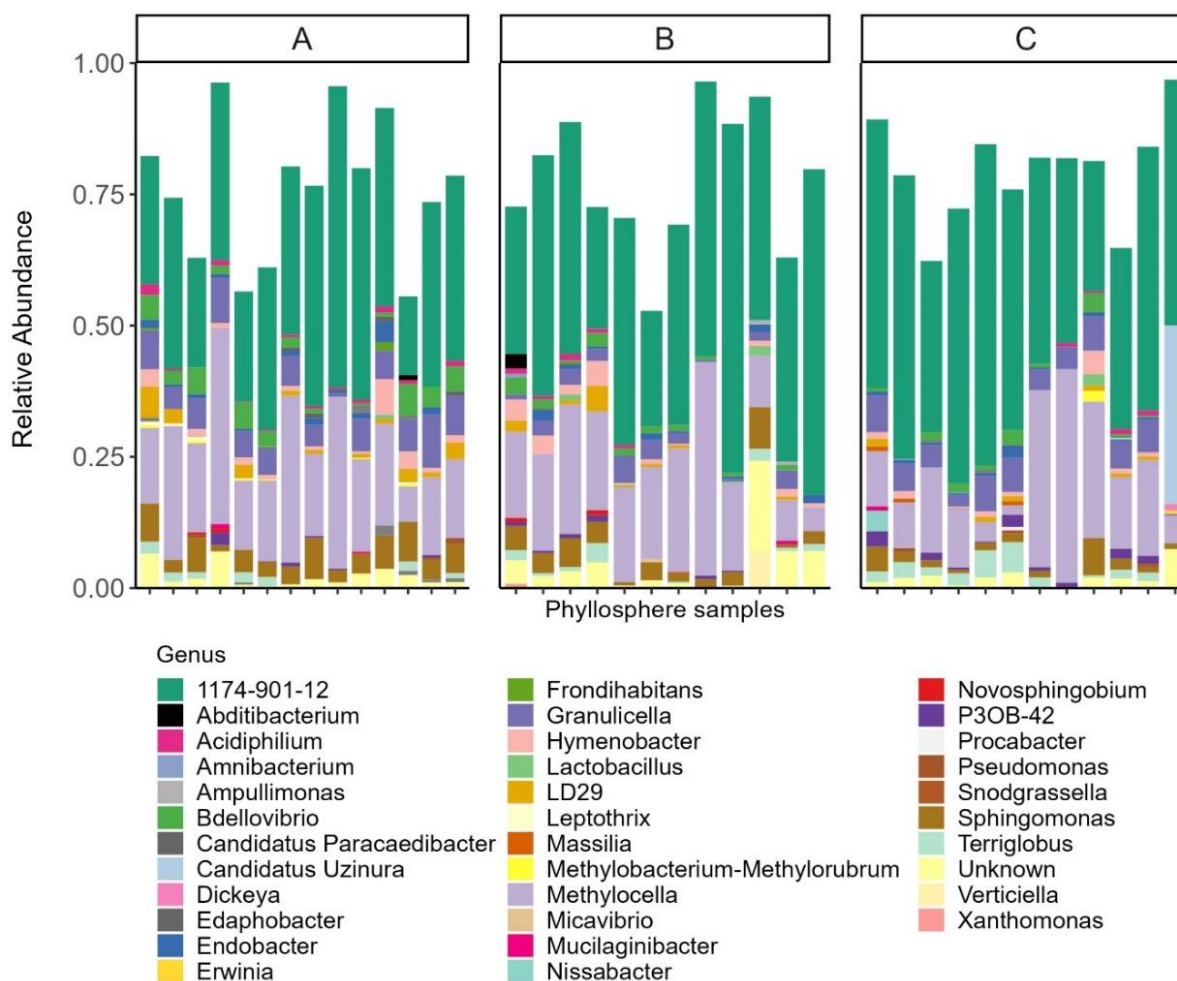 A
B
C
1.00
0.75
0.50
0.25
0.00
Relative Abundance
Phyllosphere samples
Genus
1174-901-12
Abditibacterium
Acidiphilium
Amnibacterium
Ampullimonas
Bdellovibrio
Candidatus Paracaedibacter
Candidatus Uzinura
Dickeya
Edaphobacter
Endobacter
Erwinia
Frondihabitans
Granulicella
Hymenobacter
Lactobacillus
LD29
Leptothrix
Massilia
Methylobacterium-Methylorubrum
Methylocella
Micavibrio
Mucilaginibacter
Nissabacter
Novosphingobium
P3OB-42
Procabacter
Pseudomonas
Snodgrassella
Sphingomonas
Terriglobus
Unknown
Verticiella
Xanthomonas